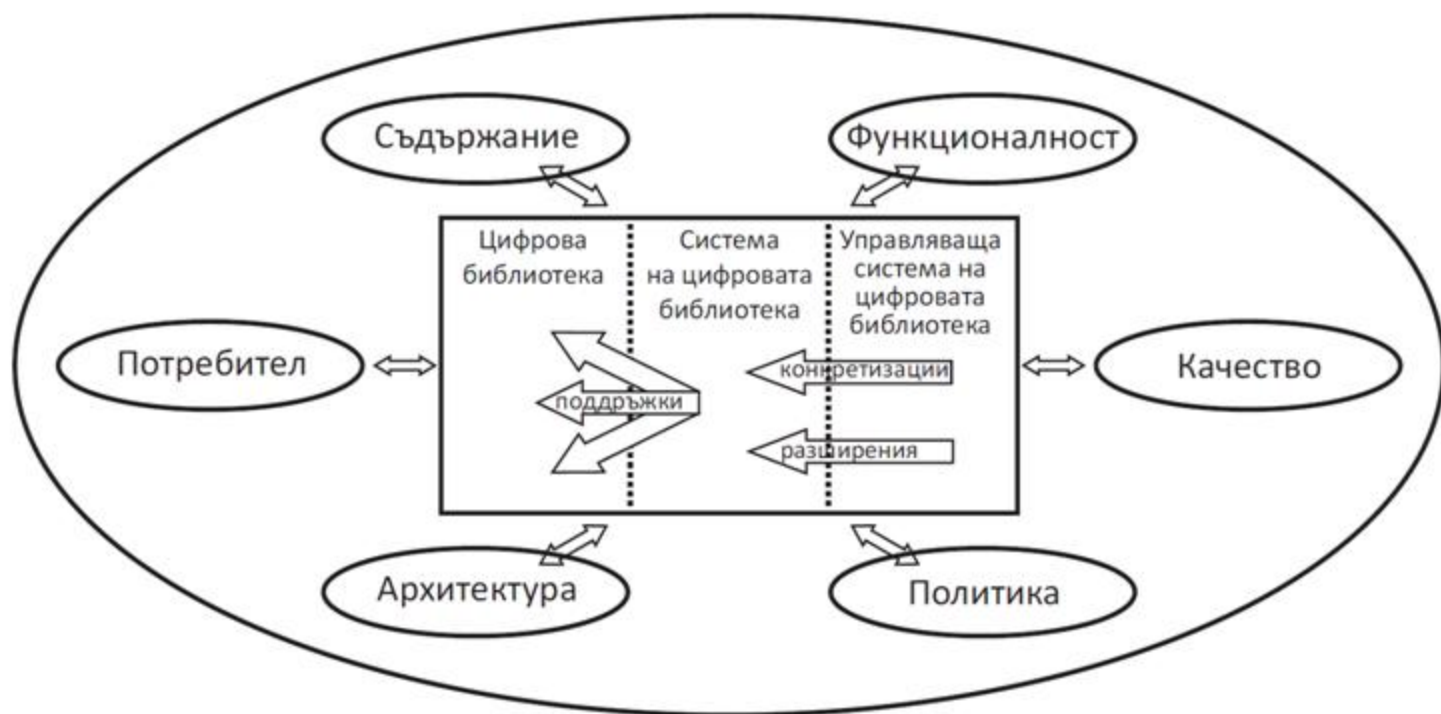 Съдържание
Функционалност
Цифрова
библиотека
Система
на цифровата
библиотека
Управляваща
система на
цифровата
библиотека
Потребител
Качество
конкретизации
поддръжки
разширения
Архитектура
Политика